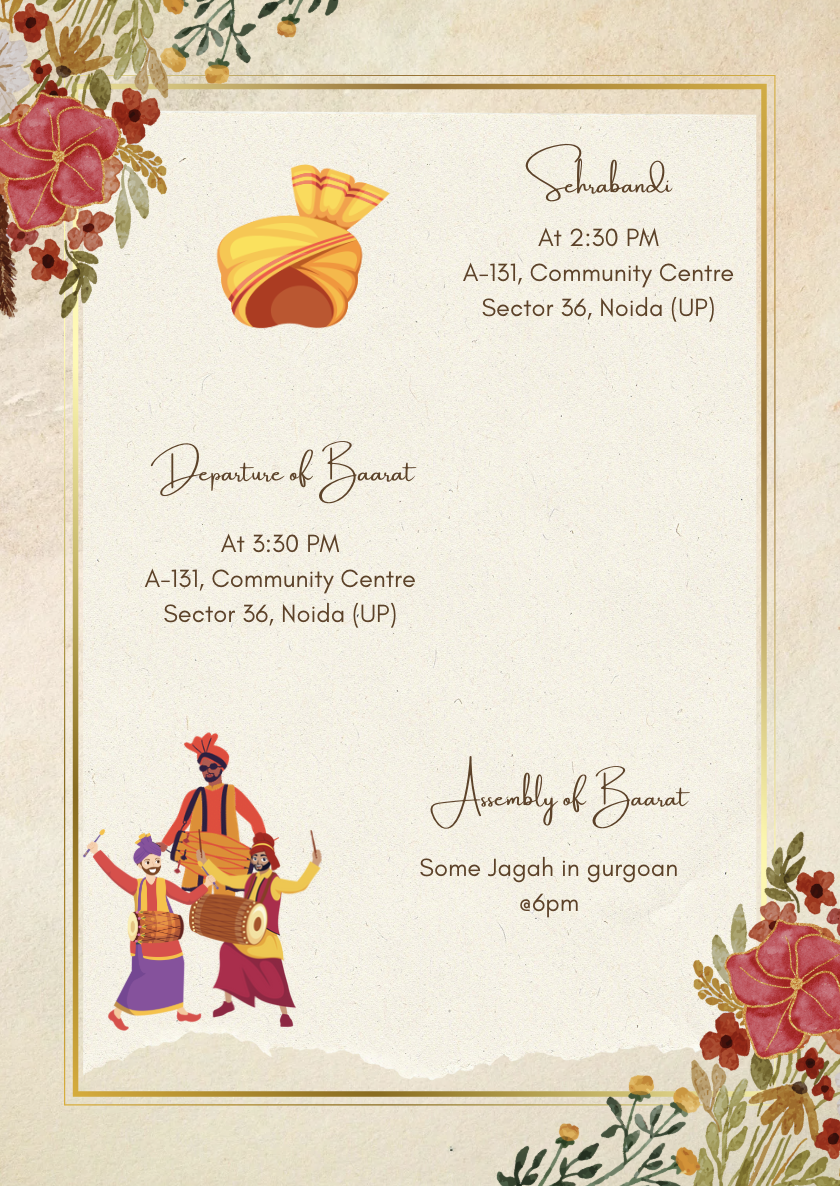 Sehrabandi
At 2:30 PM
A-131, Community Centre
Sector 36, Noida (UP)
Departure of Baarat
At 3:30 PM
A-131, Community Centre
Sector 36, Noida (UP)
Assembly of Baarat
Some Jagah in gurgoan
@6pm